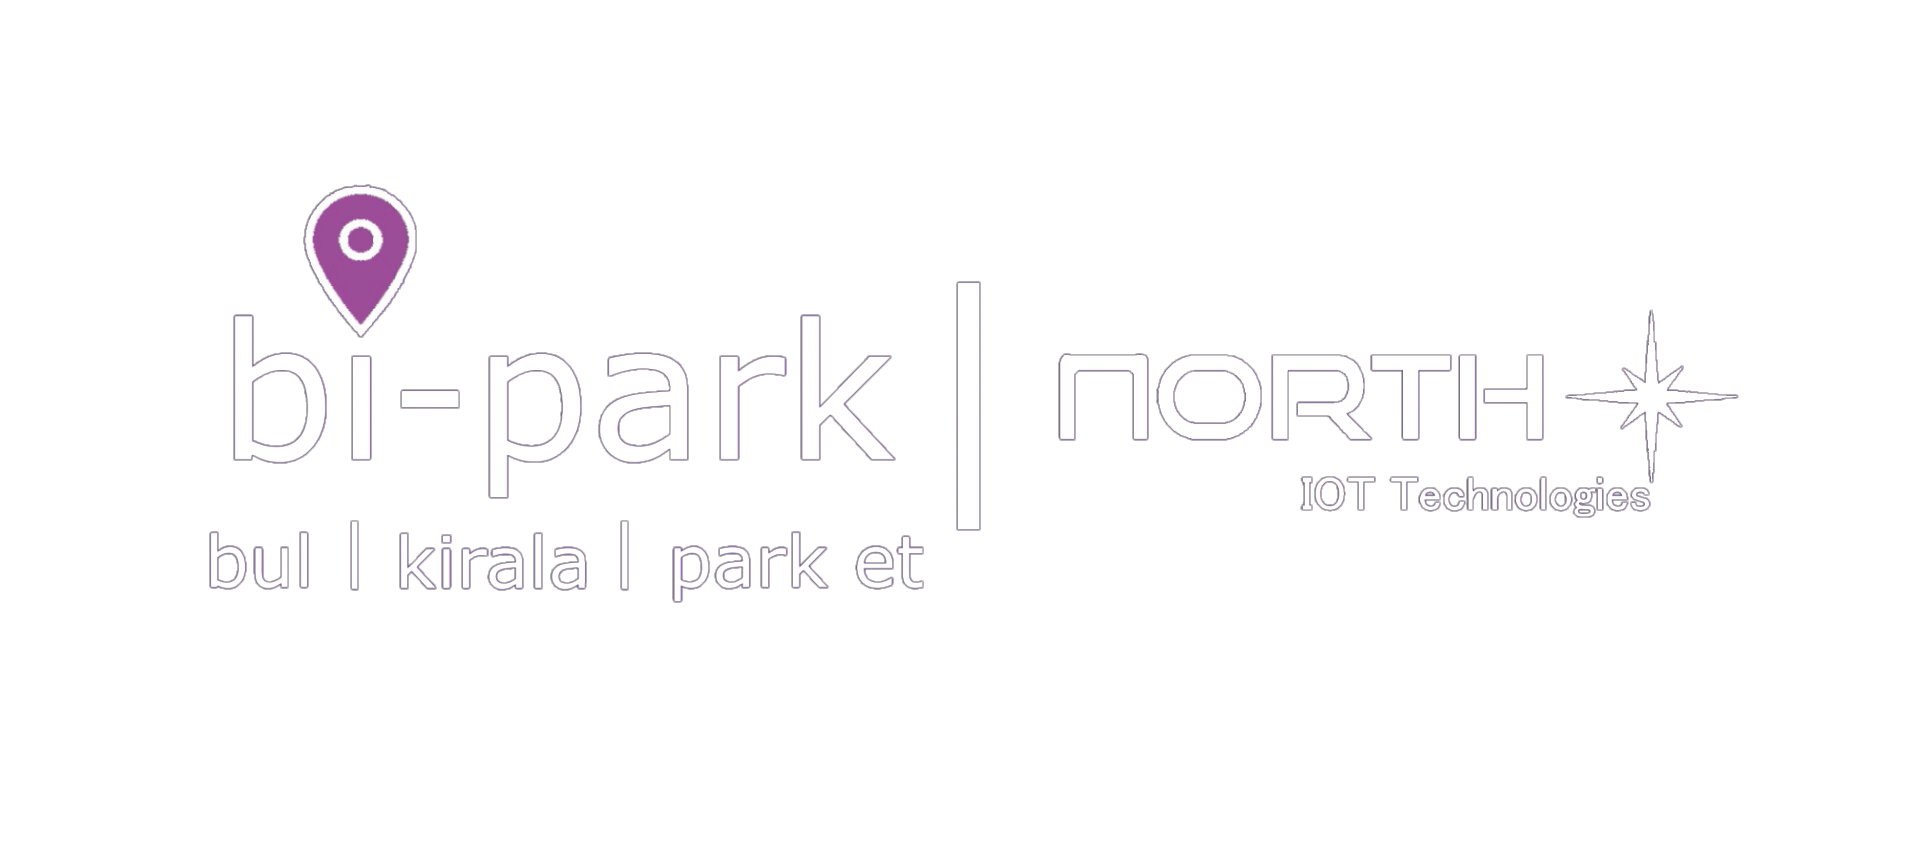 bi-park
bul | kirala | park et
NORTH
IOT Technologies